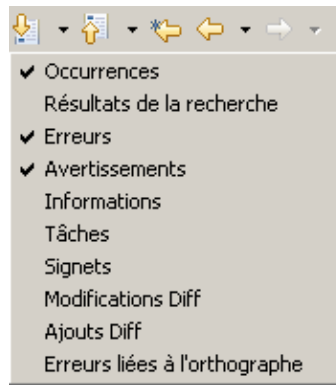 Occurrences
Résultats de la recherche
Erreurs
Avertissements
Informations
Tâches
Signets
Modifications Diff
Ajouts Diff
Erreurs liées à l'orthographe